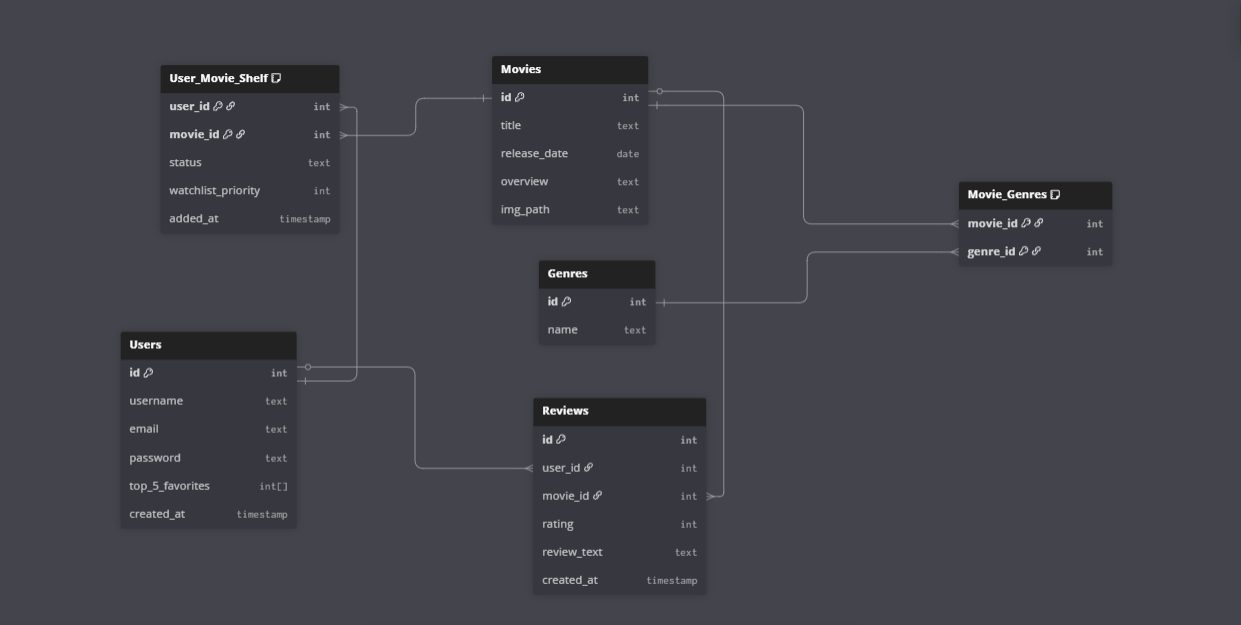 User_Movie_Shelf
user_id int
movie_id int
status text
watchlist_priority int
added_at timestamp
Movies
id int
title text
release_date date
overview text
img_path text
Movie_Genres
movie_id int
genre_id int
Genres
id int
name text
Users
id int
username text
email text
password text
top_5_favorites int[]
created_at timestamp
Reviews
id int
user_id int
movie_id int
rating int
review_text text
created_at timestamp